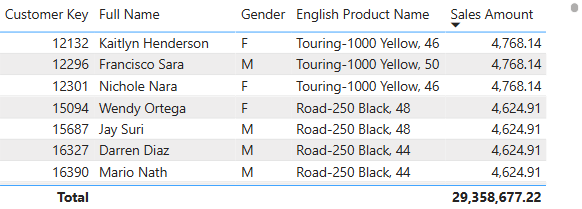 Customer Key Full Name Gender English Product Name Sales Amount
12132 Kaitlyn Henderson F Touring-1000 Yellow, 46 4,768.14
12296 Francisco Sara M Touring-1000 Yellow, 50 4,768.14
12301 Nichole Nara F Touring-1000 Yellow, 46 4,768.14
15094 Wendy Ortega F Road-250 Black, 48 4,624.91
15687 Jay Suri M Road-250 Black, 48 4,624.91
16327 Darren Diaz M Road-250 Black, 44 4,624.91
16390 Mario Nath M Road-250 Black, 44 4,624.91
Total 29,358,677.22